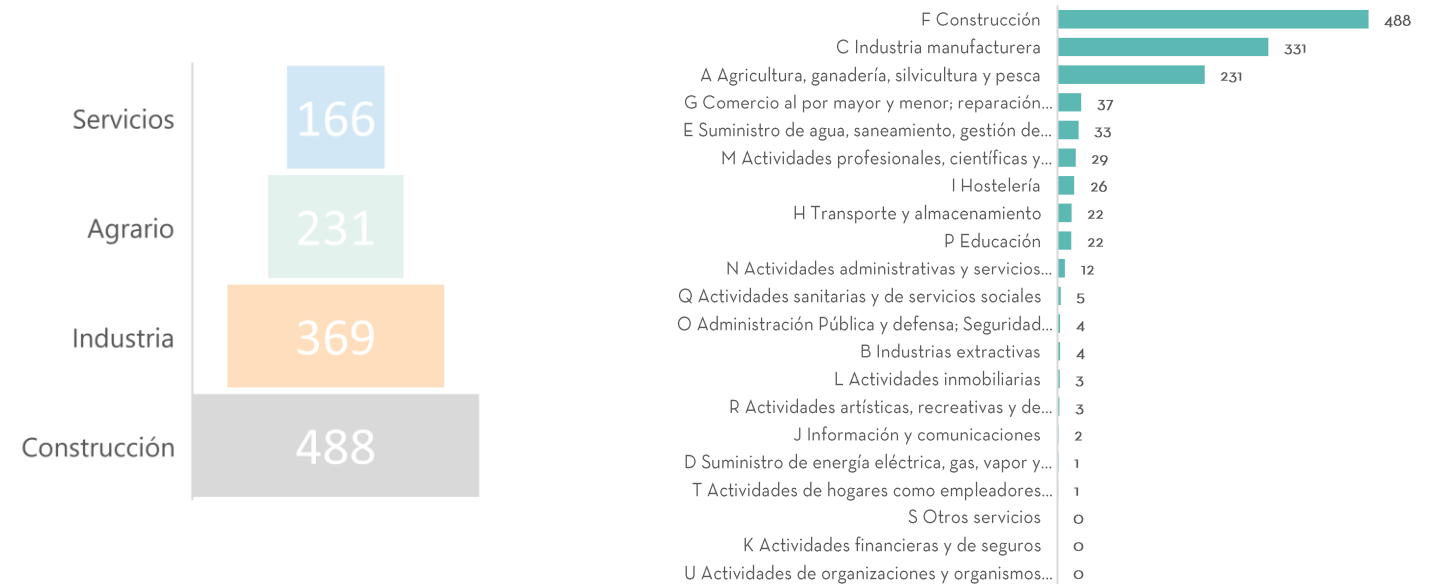 Servicios 166
Agrario 231
Industria 369
Construcción 488
F Construcción 488
C Industria manufacturera 331
A Agricultura, ganadería, silvicultura y pesca 231
G Comercio al por mayor y menor; reparación... 37
E Suministro de agua, saneamiento, gestión de... 33
M Actividades profesionales, científicas y... 29
I Hostelería 26
H Transporte y almacenamiento 22
P Educación 22
N Actividades administrativas y servicios... 12
Q Actividades sanitarias y de servicios sociales 5
O Administración Pública y defensa; Seguridad... 4
B Industrias extractivas 4
L Actividades inmobiliarias 3
R Actividades artísticas, recreativas y de... 3
J Información y comunicaciones 2
D Suministro de energía eléctrica, gas, vapor y... 1
T Actividades de hogares como empleadores... 1
S Otros servicios 0
K Actividades financieras y de seguros 0
U Actividades de organizaciones y organismos... 0